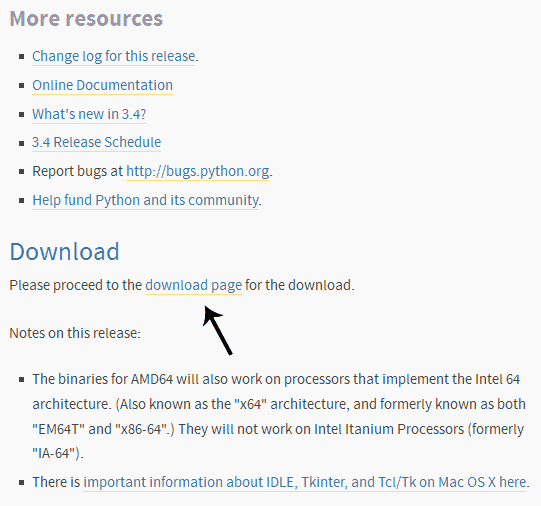 More resources
Change log for this release.
Online Documentation
What's new in 3.4?
3.4 Release Schedule
Report bugs at http://bugs.python.org.
Help fund Python and its community.
Download
Please proceed to the download page for the download.
Notes on this release:
The binaries for AMD64 will also work on processors that implement the Intel 64
architecture. (Also known as the "x64" architecture, and formerly known as both
"EM64T" and "x86-64".) They will not work on Intel Itanium Processors (formerly
"IA-64").
There is important information about IDLE, Tkinter, and Tcl/Tk on Mac OS X here.